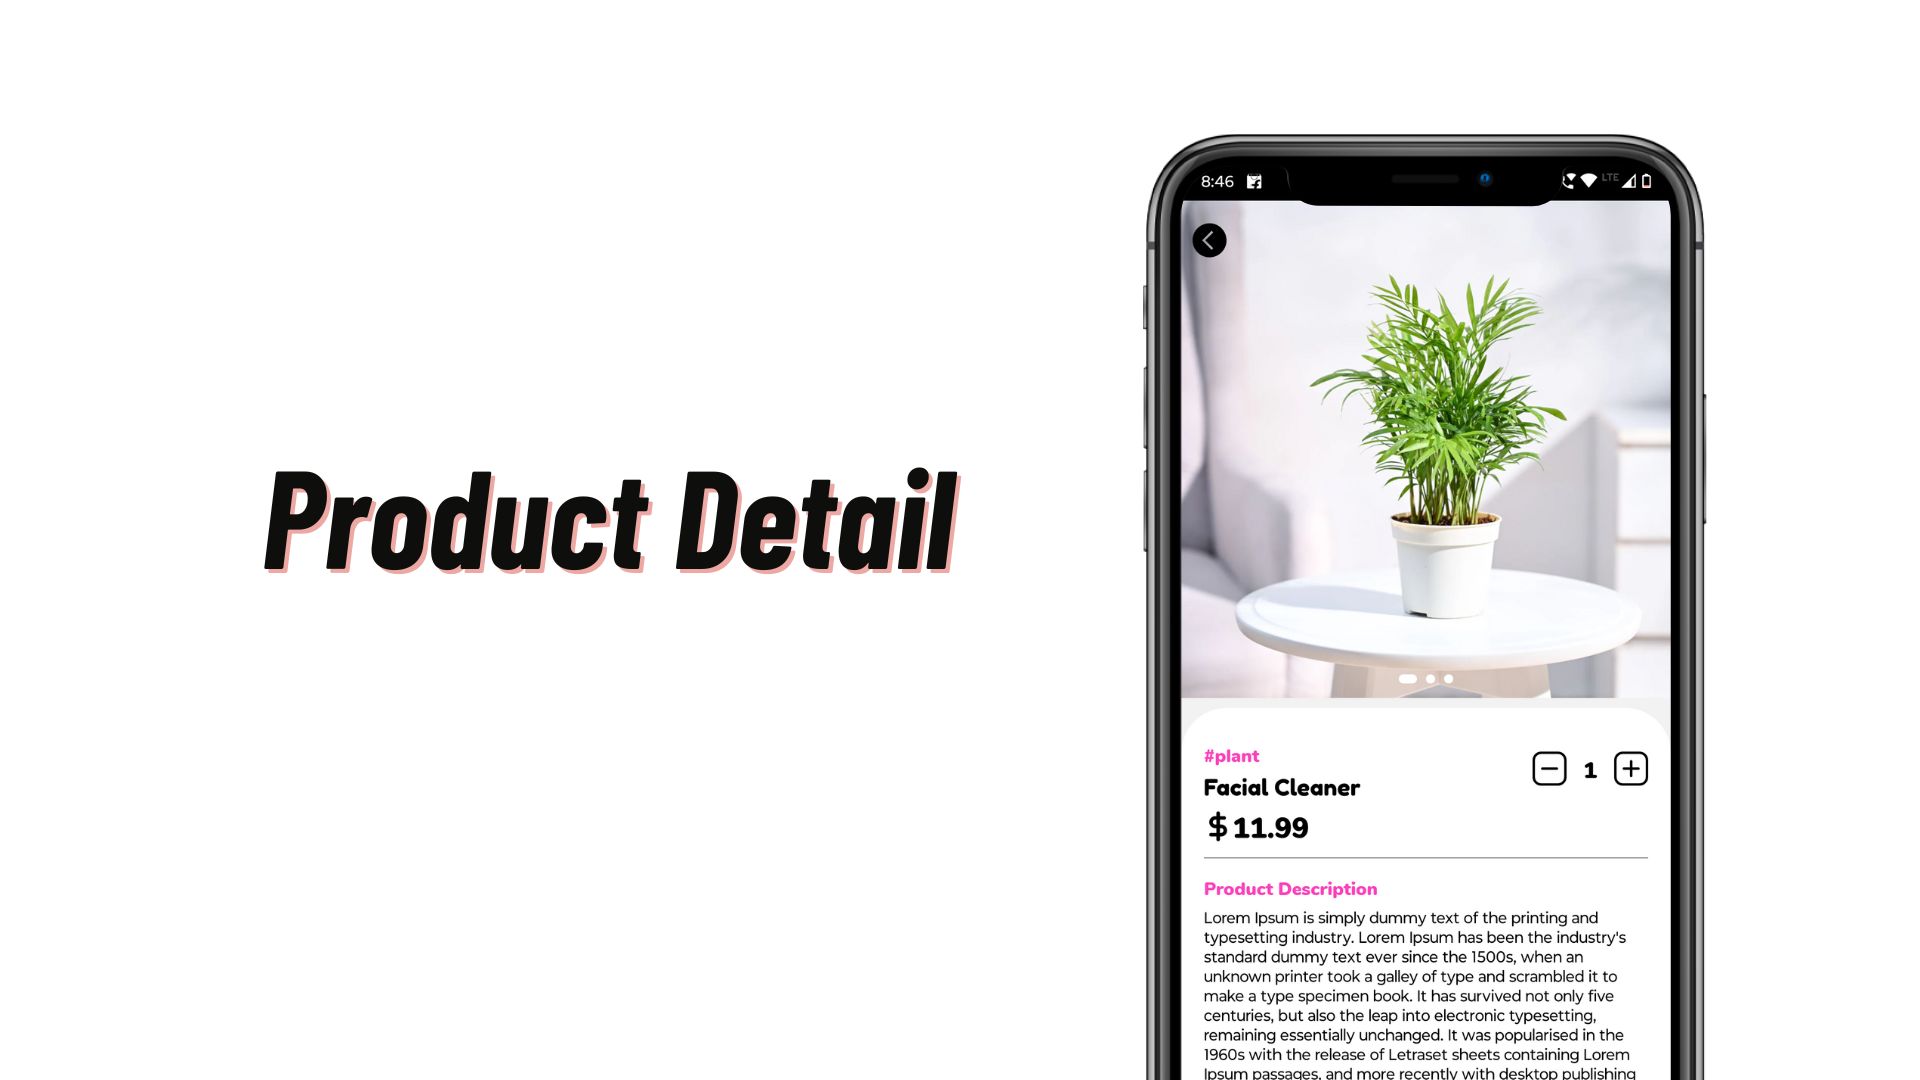 Product Detail
8:46
LTE
#plant
Facial Cleaner
1
$11.99
Product Description
Lorem Ipsum is simply dummy text of the printing and
typesetting industry. Lorem Ipsum has been the industry's
standard dummy text ever since the 1500s, when an
unknown printer took a galley of type and scrambled it to
make a type specimen book. It has survived not only five
centuries, but also the leap into electronic typesetting,
remaining essentially unchanged. It was popularised in the
1960s with the release of Letraset sheets containing Lorem
Ipsum passages, and more recently with desktop publishing